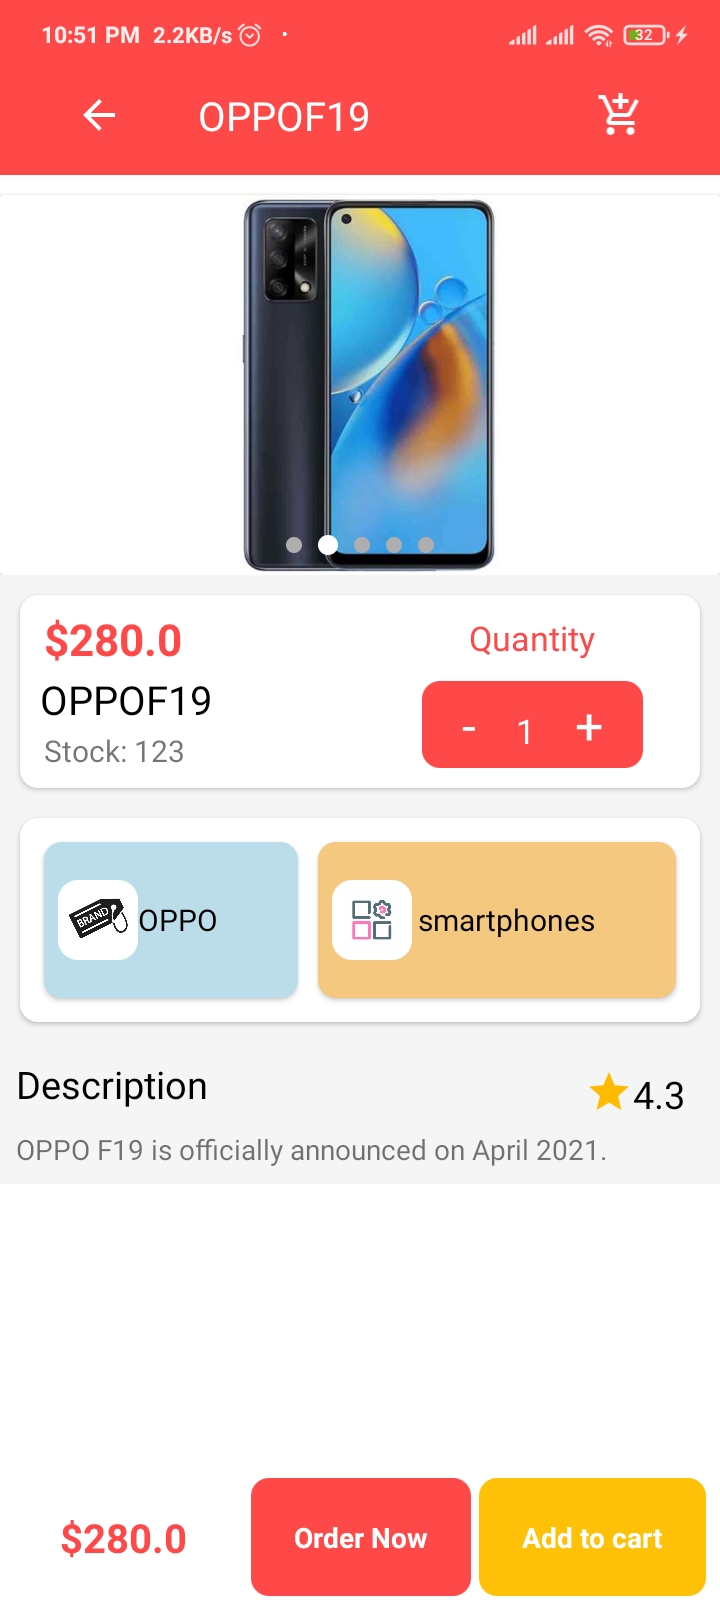 10:51 PM 2.2KB/s
32
OPPOF19
$280.0
Quantity
OPPOF19
- 1 +
Stock: 123
BRAND
OPPO
smartphones
Description
4.3
OPPO F19 is officially announced on April 2021.
$280.0
Order Now
Add to cart